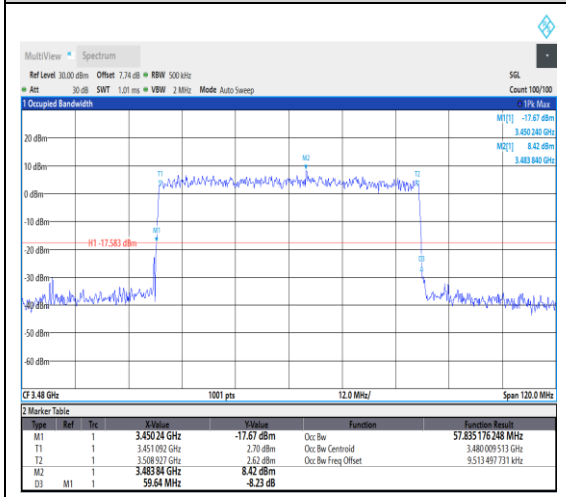 MultiView Spectrum
Ref Level 30.00 dBm Offset 7.74 dB RBW 500 kHz SGL
Att 30 dB SWT 1.01 ms VBW 2 MHz Mode Auto Sweep Count 100/100
1 Occupied Bandwidth 1Pk Max
M1[1] -17.67 dBm
3.450 240 GHz
M2[1] 8.42 dBm
3.483 840 GHz
20 dBm
M2
10 dBm
T1 T2
0 dBm
-10 dBm
M1
H1 -17.583 dBm
-20 dBm
D3
-30 dBm
-40 dBm
-50 dBm
-60 dBm
CF 3.48 GHz 1001 pts 12.0 MHz/ Span 120.0 MHz
2 Marker Table
Type Ref Trc X-Value Y-Value Function Function Result
M1 1 3.45024 GHz -17.67 dBm Occ Bw 57.835 176 248 MHz
T1 1 3.451 092 GHz 2.70 dBm Occ Bw Centroid 3.480 009 513 GHz
T2 1 3.508 927 GHz 2.62 dBm Occ Bw Freq Offset 9.513 497 731 kHz
M2 1 3.48384 GHz 8.42 dBm
D3 M1 1 59.64 MHz -8.23 dB